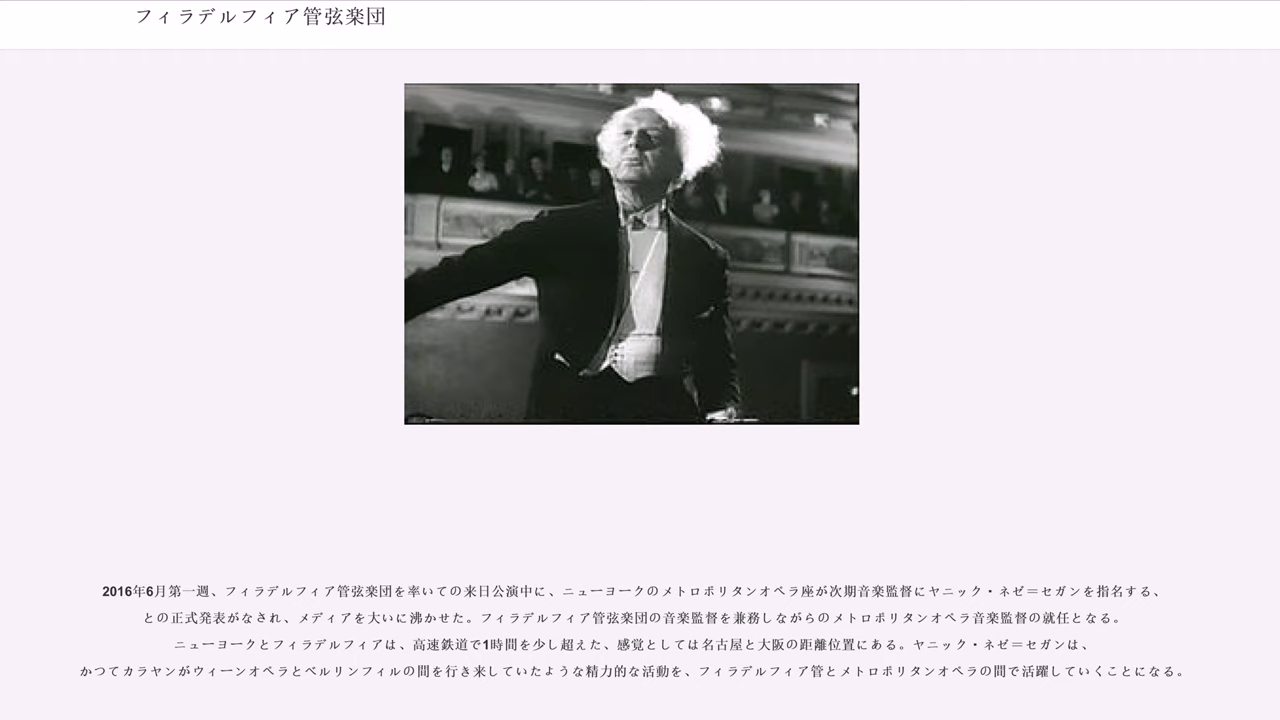 フィラデルフィア管弦楽団
2016年6月第一週、フィラデルフィア管弦楽団を率いての来日公演中に、ニューヨークのメトロポリタンオペラ座が次期音楽監督にヤニック・ネゼ＝セガンを指名する、
との正式発表がなされ、メディアを大いに沸かせた。フィラデルフィア管弦楽団の音楽監督を兼務しながらのメトロポリタンオペラ音楽監督の就任となる。
ニューヨークとフィラデルフィアは、高速鉄道で1時間を少し超えた、感覚としては名古屋と大阪の距離位置にある。ヤニック・ネゼ＝セガンは、
かつてカラヤンがウィーンオペラとベルリンフィルの間を行き来していたような精力的な活動を、フィラデルフィア管とメトロポリタンオペラの間で活躍していくことになる。